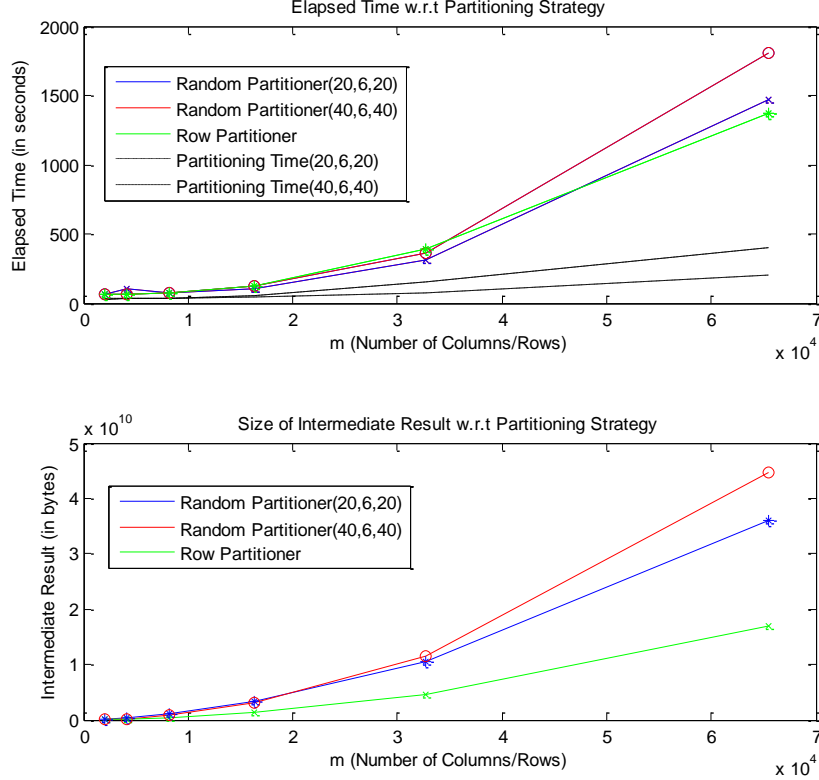 Elapsed Time w.r.t Partitioning Strategy
2000
1500
1000
500
0
Elapsed Time (in seconds)
Random Partitioner(20,6,20)
Random Partitioner(40,6,40)
Row Partitioner
Partitioning Time(20,6,20)
Partitioning Time(40,6,40)
0 1 2 3 4 5 6 7
m (Number of Columns/Rows)
x 10^4
x 10^10
Size of Intermediate Result w.r.t Partitioning Strategy
5
4
3
2
1
0
Intermediate Result (in bytes)
Random Partitioner(20,6,20)
Random Partitioner(40,6,40)
Row Partitioner
0 1 2 3 4 5 6 7
m (Number of Columns/Rows)
x 10^4